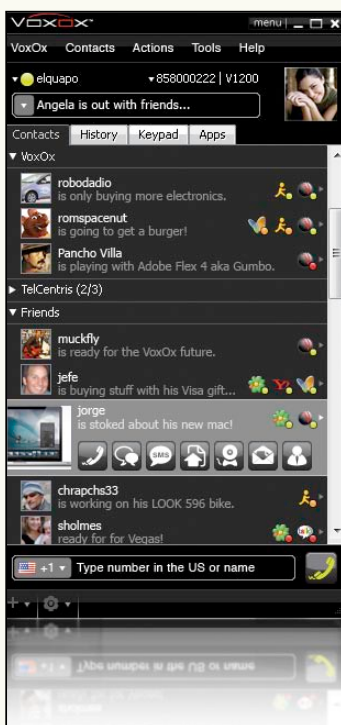 VOXOX™
menu
VoxOx Contacts Actions Tools Help
elquapo 858000222 | V1200
Angela is out with friends...
Contacts History Keypad Apps
VoxOx
robodadio
is only buying more electronics.
romspacenut
is going to get a burger!
Pancho Villa
is playing with Adobe Flex 4 aka Gumbo.
TelCentris (2/3)
Friends
muckfly
is ready for the VoxOx future.
jefe
is buying stuff with his Visa gift...
jorge
is stoked about his new mac!
SMS
chrapchs33
is working on his LOOK 596 bike.
sholmes
ready for for Vegas!
+1 Type number in the US or name